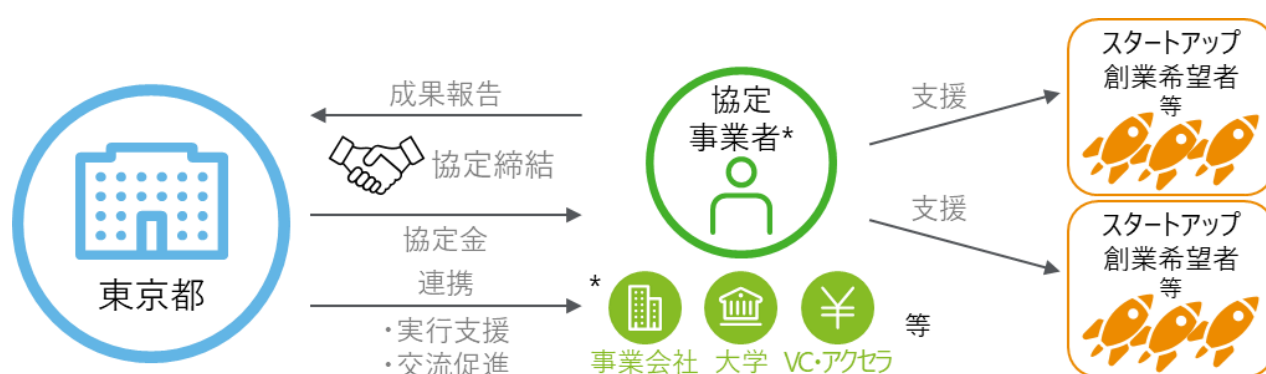 東京都
成果報告
協定締結
協定金
連携
・実行支援
・交流促進
協定
事業者*
*
事業会社
大学
VC・アクセラ
等
支援
支援
スタートアップ
創業希望者
等
スタートアップ
創業希望者
等